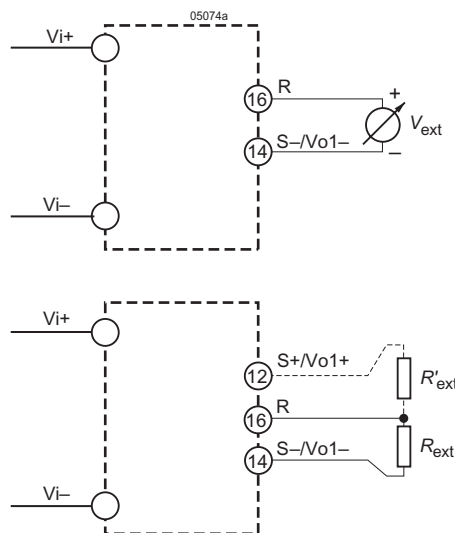 05074a
Vi+
16 R
+
Vext
14 S–/Vo1–
–
Vi–
Vi+
12 S+/Vo1+
R'ext
16 R
Rext
14 S–/Vo1–
Vi–